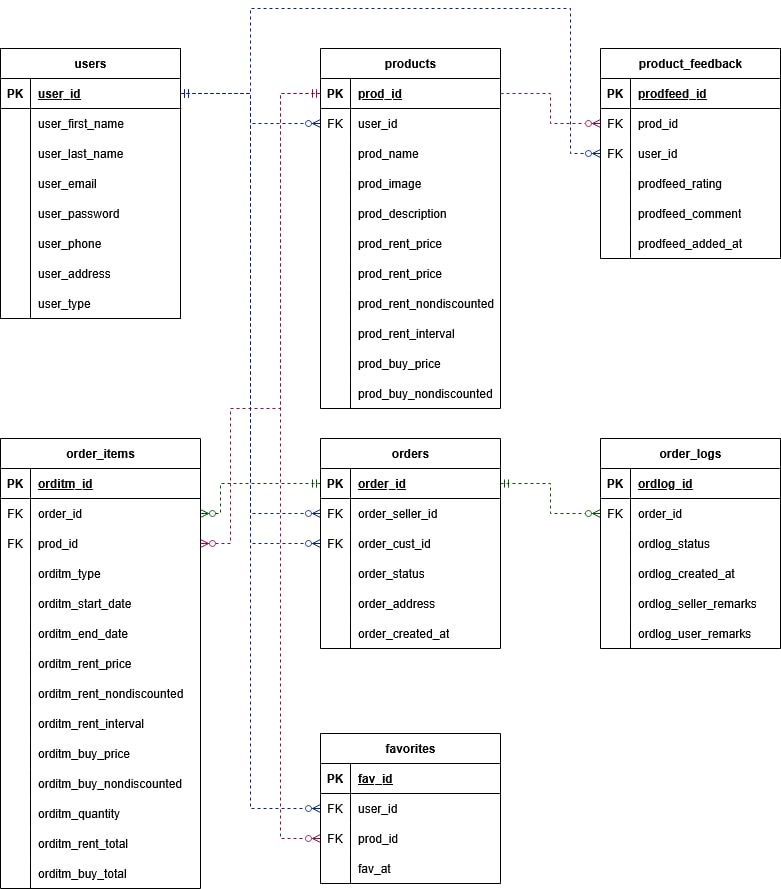 users
PK user_id
user_first_name
user_last_name
user_email
user_password
user_phone
user_address
user_type
products
PK prod_id
FK user_id
prod_name
prod_image
prod_description
prod_rent_price
prod_rent_price
prod_rent_nondiscounted
prod_rent_interval
prod_buy_price
prod_buy_nondiscounted
product_feedback
PK prodfeed_id
FK prod_id
FK user_id
prodfeed_rating
prodfeed_comment
prodfeed_added_at
order_items
PK orditm_id
FK order_id
FK prod_id
orditm_type
orditm_start_date
orditm_end_date
orditm_rent_price
orditm_rent_nondiscounted
orditm_rent_interval
orditm_buy_price
orditm_buy_nondiscounted
orditm_quantity
orditm_rent_total
orditm_buy_total
orders
PK order_id
FK order_seller_id
FK order_cust_id
order_status
order_address
order_created_at
order_logs
PK ordlog_id
FK order_id
ordlog_status
ordlog_created_at
ordlog_seller_remarks
ordlog_user_remarks
favorites
PK fav_id
FK user_id
FK prod_id
fav_at